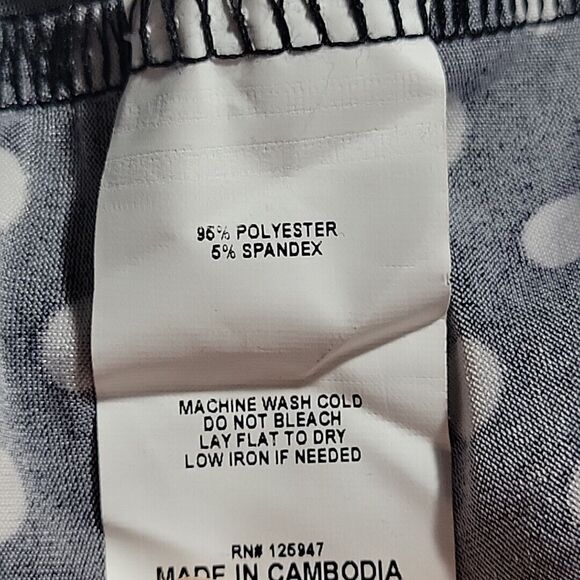 95% POLYESTER
5% SPANDEX
MACHINE WASH COLD
DO NOT BLEACH
LAY FLAT TO DRY
LOW IRON IF NEEDED
RN# 125947
MADE IN CAMBODIA